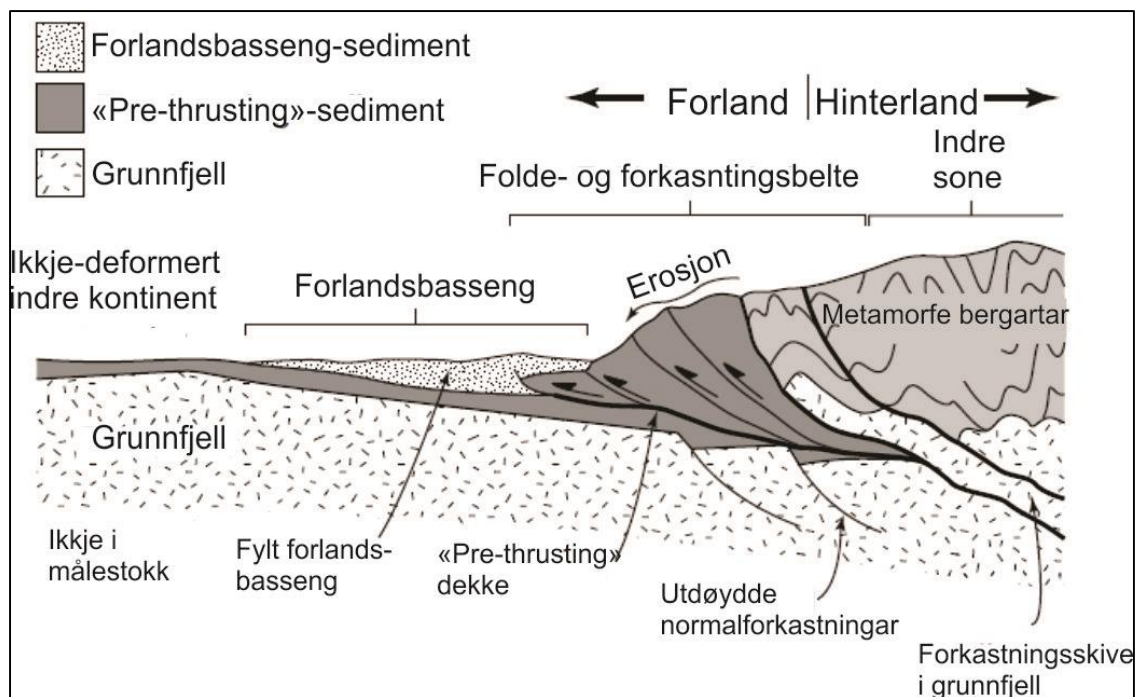 Forlandsbasseng-sediment
«Pre-thrusting»-sediment
Grunnfjell
Forland
Hinterland
Folde- og forkasntingsbelte
Indre
sone
Ikkje-deformert
indre kontinent
Forlandsbasseng
Erosjon
Metamorfe bergartar
Grunnfjell
Ikkje i
målestokk
Fylt forlands-
basseng
«Pre-thrusting»
dekke
Utdøydde
normalforkastningar
Forkastningsskive
i grunnfjell